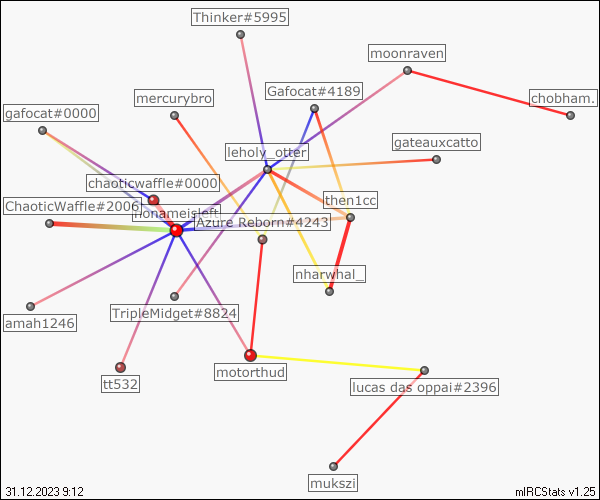 Thinker#5995
moonraven
Gafocat#4189
mercurybro
chobham.
gafocat#0000
gateauxcatto
leholy_otter
chaoticwaffle#0000
ChaoticWaffle#2006
nonameisleft
then1cc
Azure Reborn#4243
nharwhal_
TripleMidget#8824
amah1246
motorthud
tt532
lucas das oppai#2396
mukszi
31.12.2023 9:12
mIRCStats v1.25